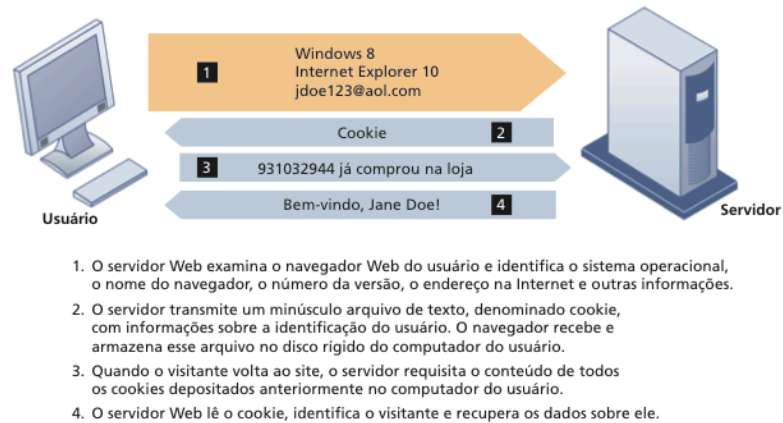 1
Windows 8
Internet Explorer 10
jdoe123@aol.com
Cookie 2
3 931032944 já comprou na loja
Bem-vindo, Jane Doe! 4
Usuário
Servidor
1. O servidor Web examina o navegador Web do usuário e identifica o sistema operacional,
o nome do navegador, o número da versão, o endereço na Internet e outras informações.
2. O servidor transmite um minúsculo arquivo de texto, denominado cookie,
com informações sobre a identificação do usuário. O navegador recebe e
armazena esse arquivo no disco rígido do computador do usuário.
3. Quando o visitante volta ao site, o servidor requisita o conteúdo de todos
os cookies depositados anteriormente no computador do usuário.
4. O servidor Web lê o cookie, identifica o visitante e recupera os dados sobre ele.